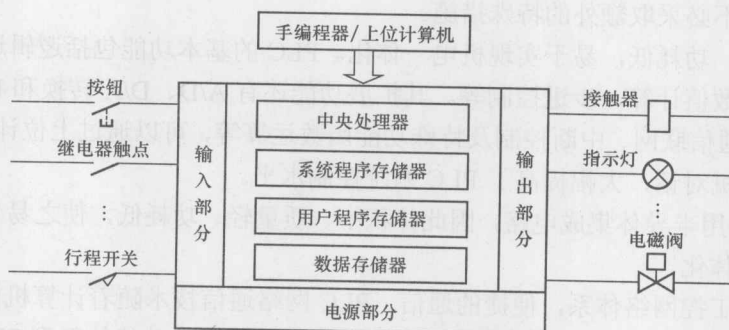 手编程器/上位计算机
按钮
继电器触点
⋮
行程开关
输入部分
中央处理器
系统程序存储器
用户程序存储器
数据存储器
输出部分
接触器
指示灯
⋮
电磁阀
电源部分